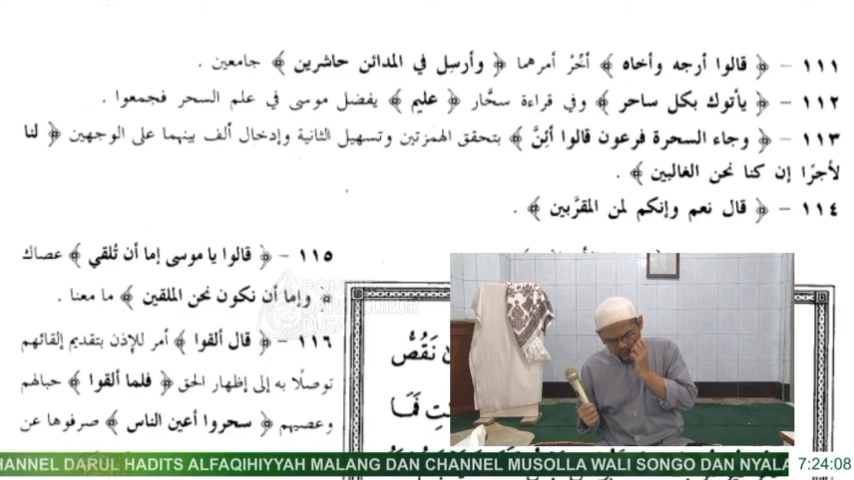 ١١١ – ﴿ قالوا أرجه وأخاه ﴾ أخِّرْ أمرهما ﴿ وأرسِل في المدائن حاشرين ﴾ جامعين .
١١٢ – ﴿ يأتوك بكل ساحر ﴾ وفي قراءة سحَّار ﴿ عليم ﴾ يفضل موسى في علم السحر فجمعوا .
١١٣ – ﴿ وجاء السحرة فرعون قالوا أئِنَّ ﴾ بتحقق الهمزتين وتسهيل الثانية وإدخال ألف بينهما على الوجهين ﴿ لنا
لأجرًا إن كنا نحن الغالبين ﴾ .
١١٤ – ﴿ قال نعم وإنكم لمن المقرَّبين ﴾ .
١١٥ – ﴿ قالوا يا موسى إما أن تُلقي ﴾ عصاك
﴿ وإما أن نكون نحن الملقين ﴾ ما معنا .
١١٦ – ﴿ قال ألقوا ﴾ أمر للإذن بتقديم إلقائهم
توصلًا به إلى إظهار الحق ﴿ فلما ألقوا ﴾ حبالهم
وعصيهم ﴿ سحروا أعين الناس ﴾ صرفوها عن
نَقُصُّ
HANNEL DARUL HADITS ALFAQIHIYYAH MALANG DAN CHANNEL MUSOLLA WALI SONGO DAN NYALA
7:24:08